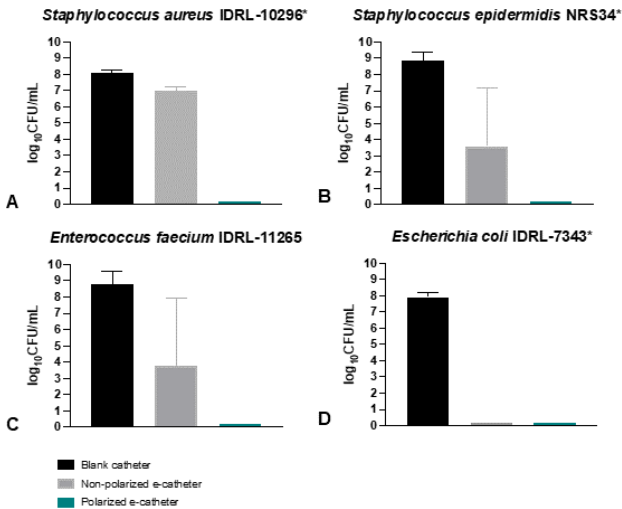 Staphylococcus aureus IDRL-10296*
10
9
8
7
6
5
4
3
2
1
0
log10CFU/mL
A
Staphylococcus epidermidis NRS34*
10
9
8
7
6
5
4
3
2
1
0
log10CFU/mL
B
Enterococcus faecium IDRL-11265
10
9
8
7
6
5
4
3
2
1
0
log10CFU/mL
C
Escherichia coli IDRL-7343*
10
9
8
7
6
5
4
3
2
1
0
log10CFU/mL
D
Blank catheter
Non-polarized e-catheter
Polarized e-catheter